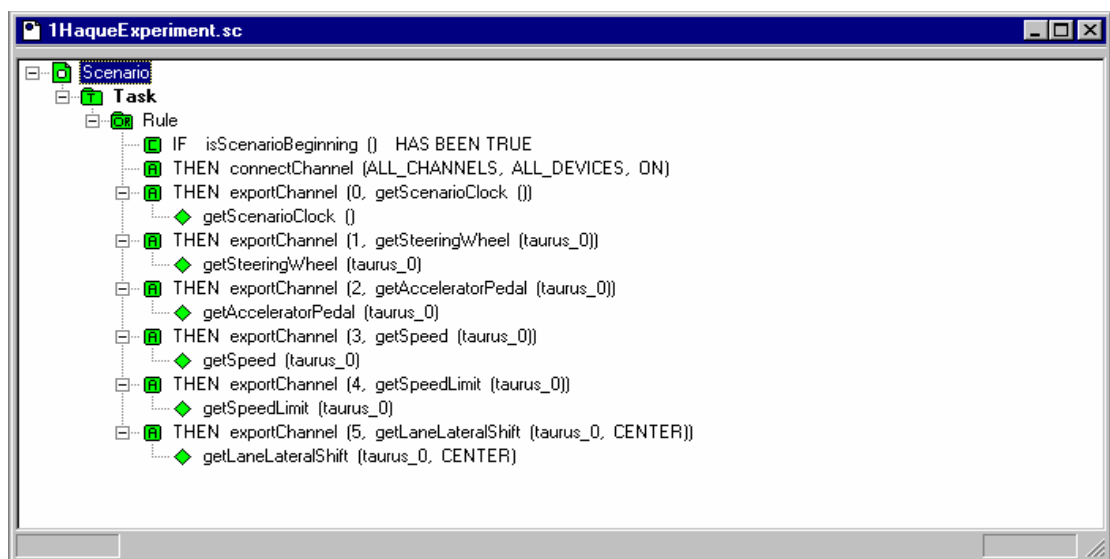 1HaqueExperiment.sc
Scenario
Task
Rule
IF isScenarioBeginning () HAS BEEN TRUE
THEN connectChannel (ALL_CHANNELS, ALL_DEVICES, ON)
THEN exportChannel (0, getScenarioClock ())
getScenarioClock ()
THEN exportChannel (1, getSteeringWheel (taurus_0))
getSteeringWheel (taurus_0)
THEN exportChannel (2, getAcceleratorPedal (taurus_0))
getAcceleratorPedal (taurus_0)
THEN exportChannel (3, getSpeed (taurus_0))
getSpeed (taurus_0)
THEN exportChannel (4, getSpeedLimit (taurus_0))
getSpeedLimit (taurus_0)
THEN exportChannel (5, getLaneLateralShift (taurus_0, CENTER))
getLaneLateralShift (taurus_0, CENTER)